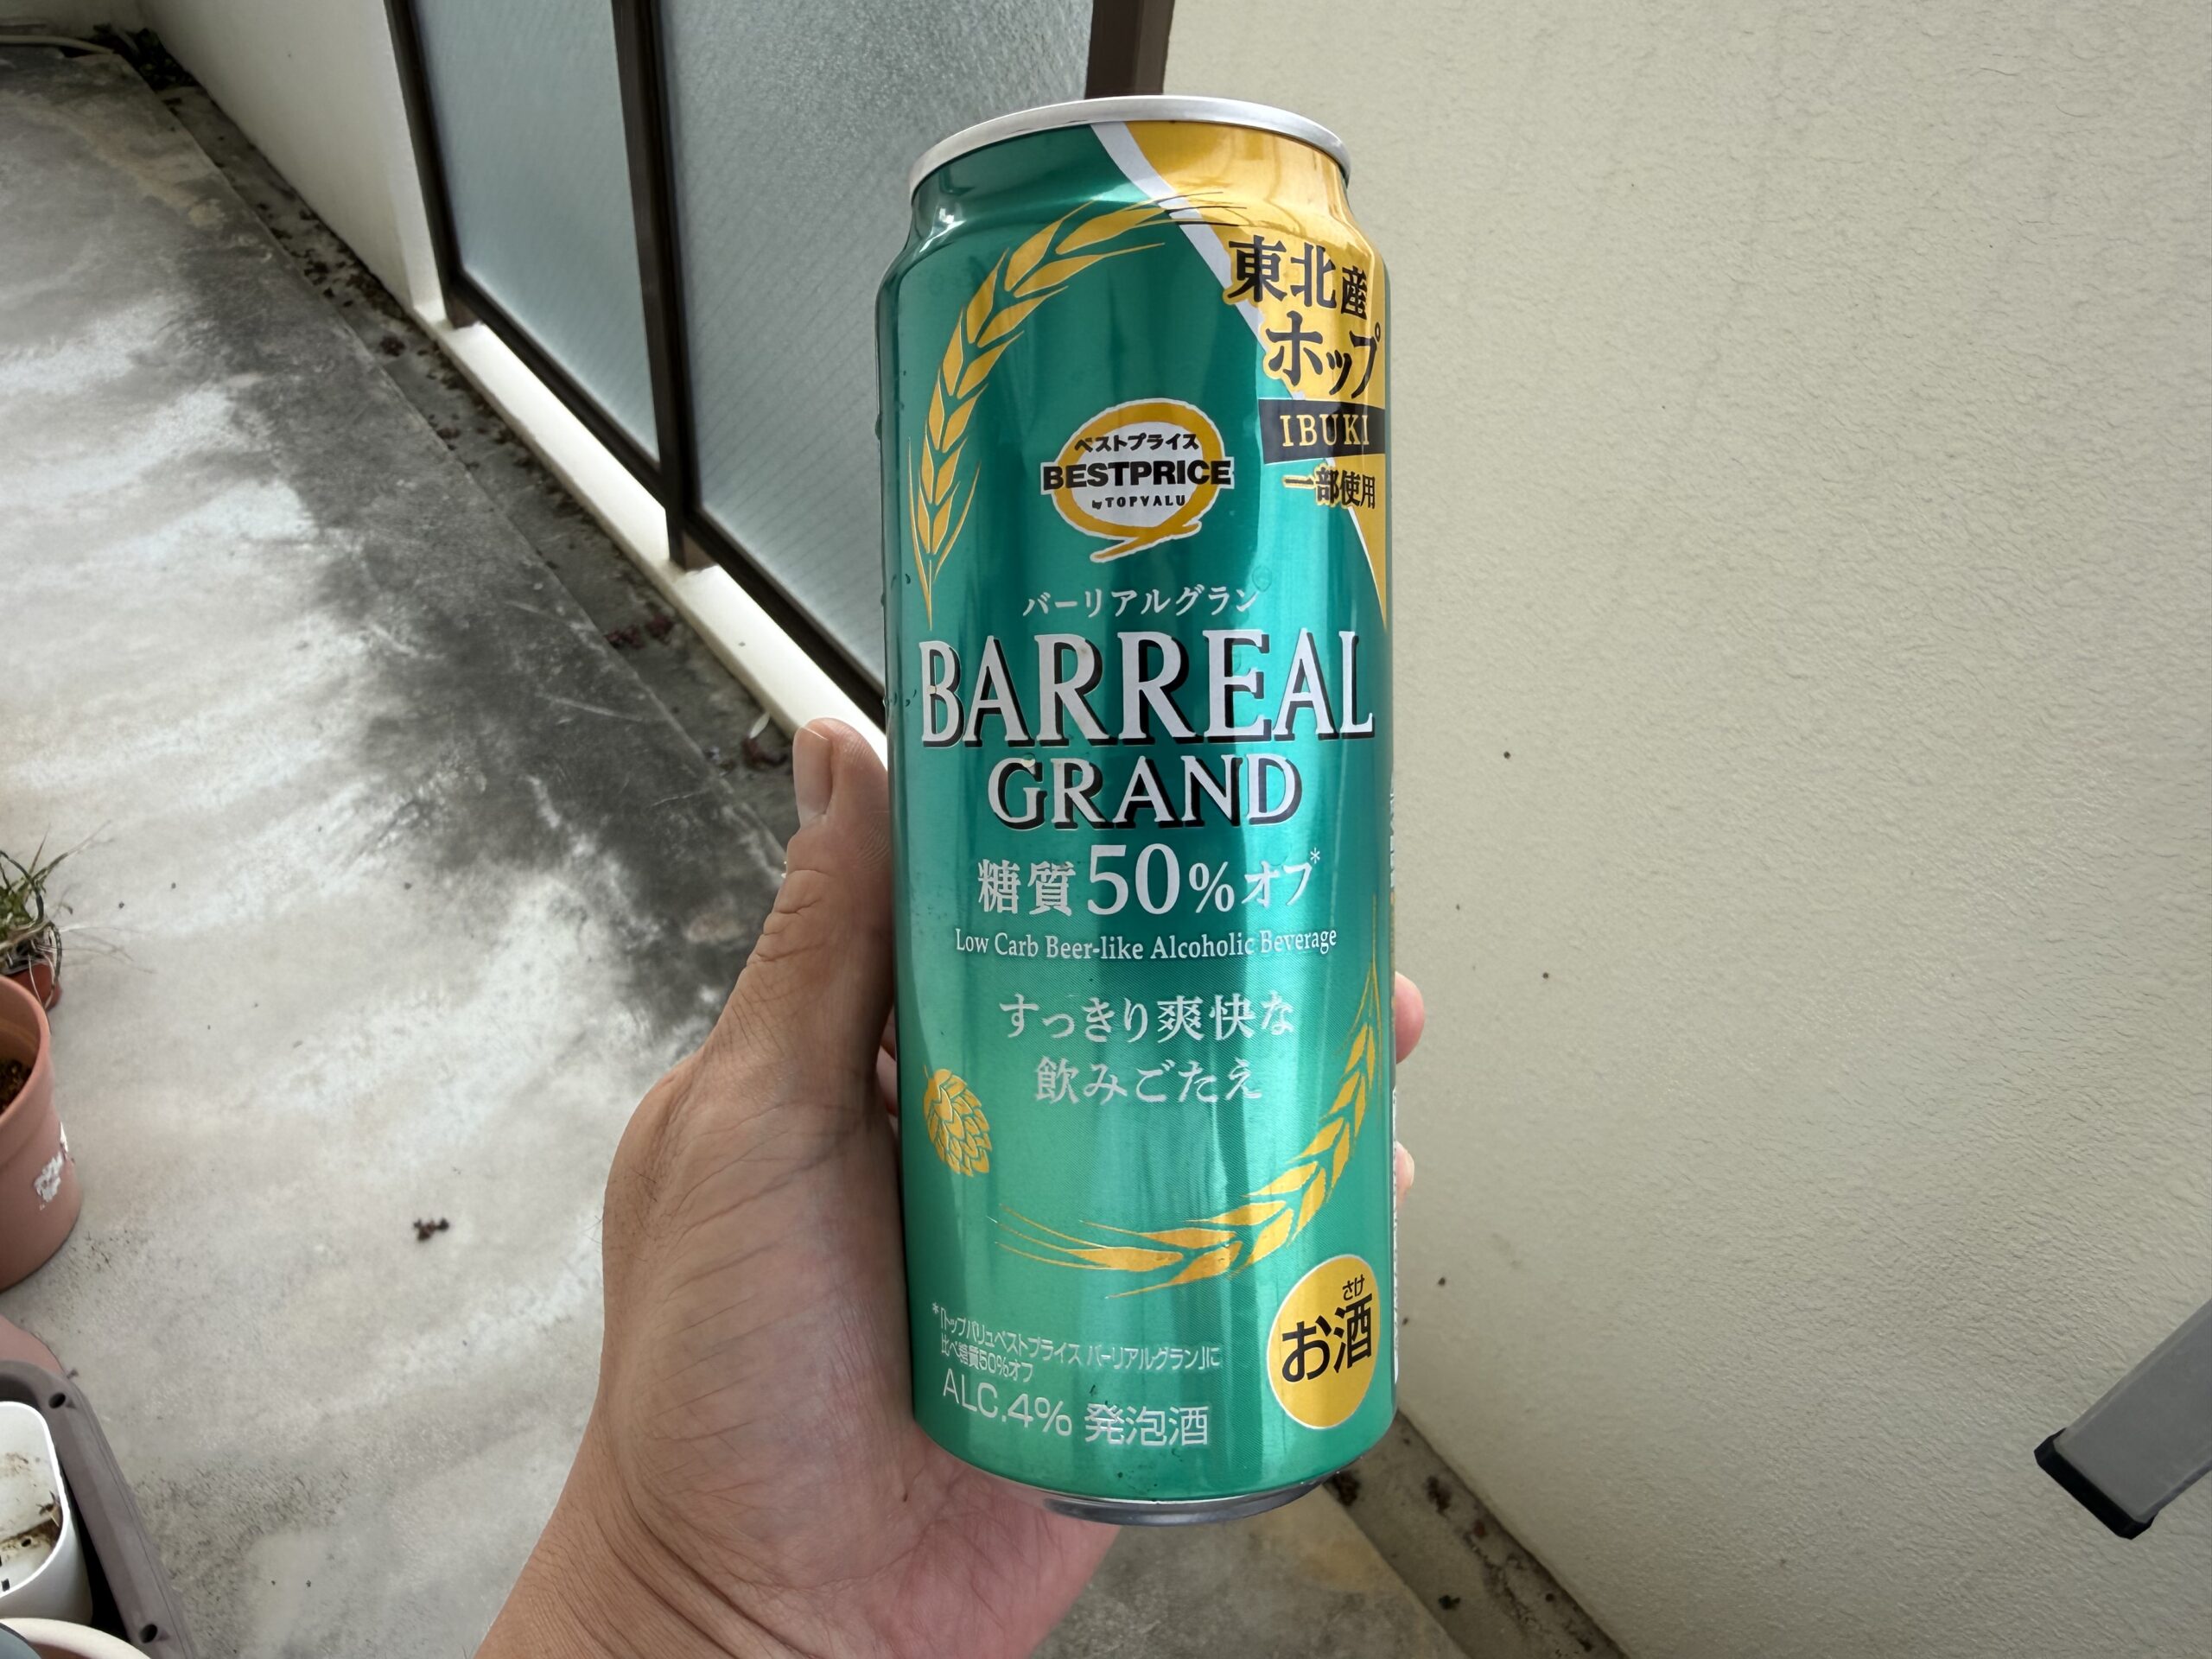 東北産
ホップ
IBUKI
一部使用
ベストプライス
BESTPRICE
by TOPVALU
バーリアルグラン
BARREAL
GRAND
糖質50%オフ*
Low Carb Beer-like Alcoholic Beverage
すっきり爽快な
飲みごたえ
さけ
お酒
*「トップバリュベストプライス バーリアルグラン」に
比べ糖質50%オフ
ALC.4% 発泡酒